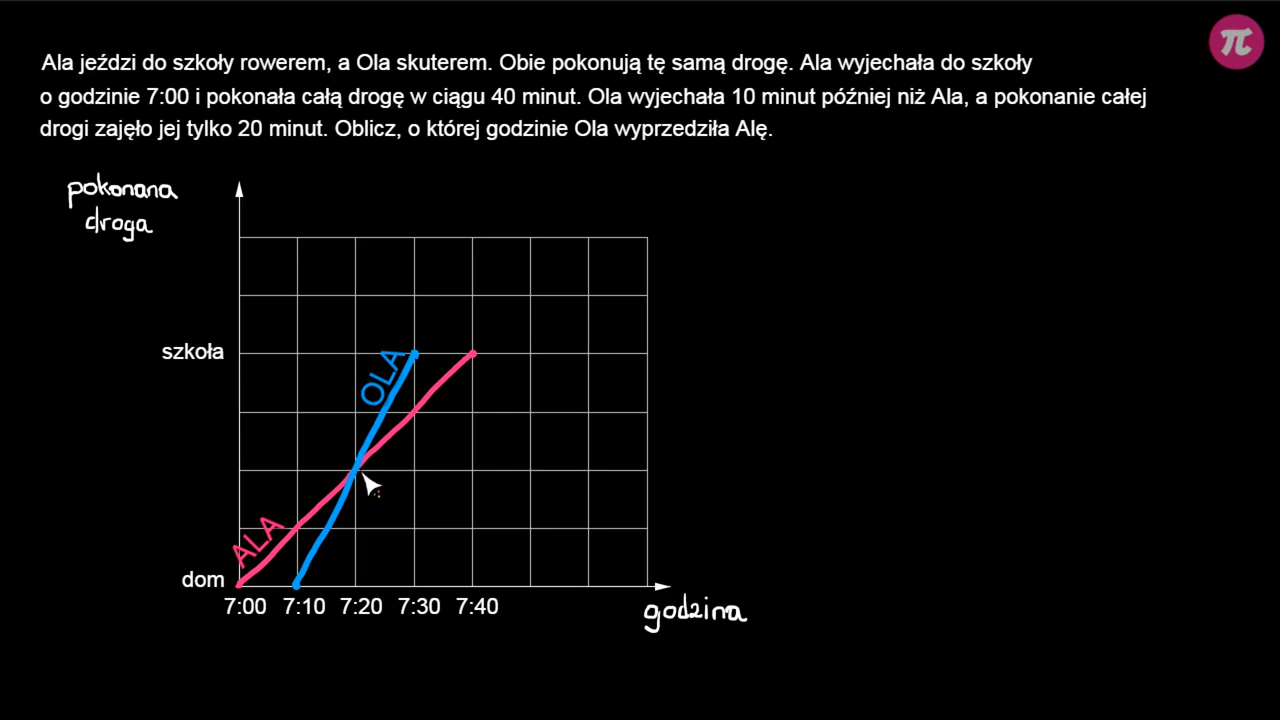 π
Ala jeździ do szkoły rowerem, a Ola skuterem. Obie pokonują tę samą drogę. Ala wyjechała do szkoły
o godzinie 7:00 i pokonała całą drogę w ciągu 40 minut. Ola wyjechała 10 minut później niż Ala, a pokonanie całej
drogi zajęło jej tylko 20 minut. Oblicz, o której godzinie Ola wyprzedziła Alę.
pokonana
droga
szkoła
OLA
ALA
dom
7:00 7:10 7:20 7:30 7:40
godzina